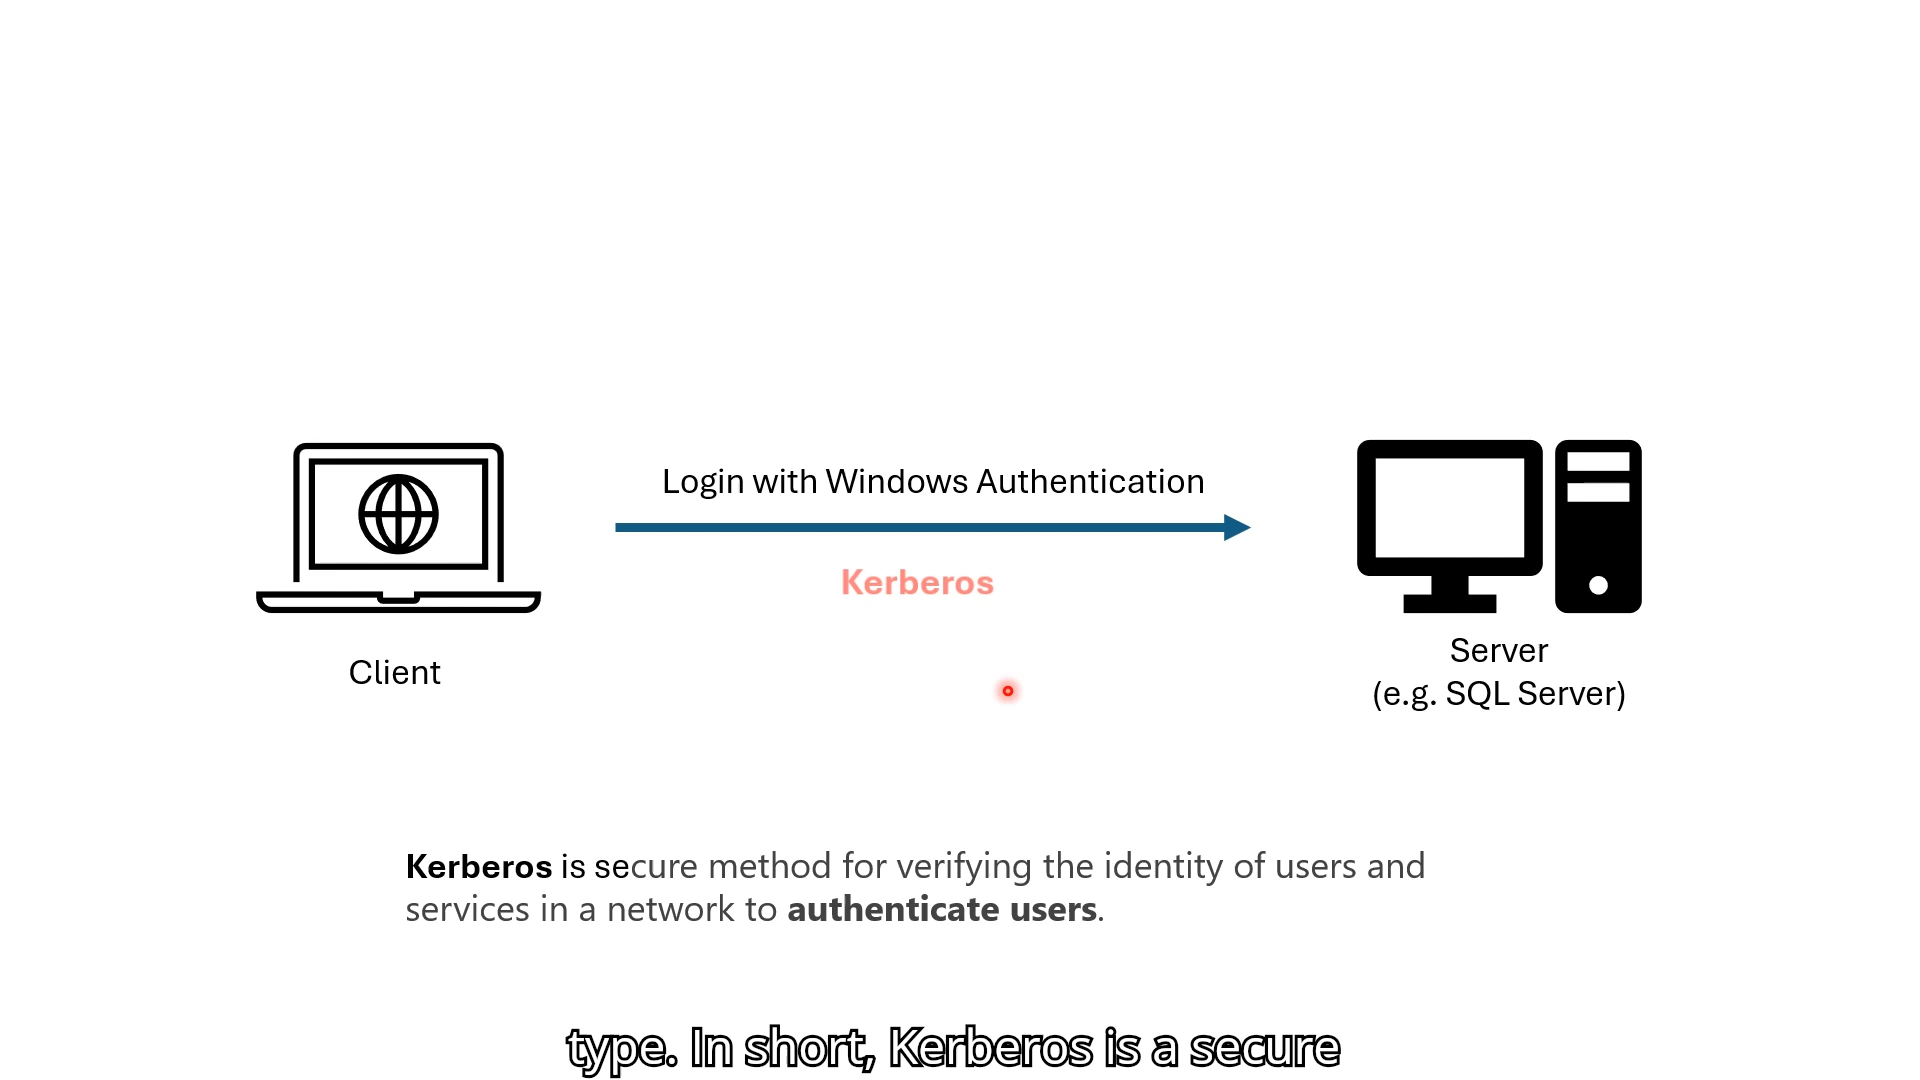 Login with Windows Authentication
Kerberos
Client
Server
(e.g. SQL Server)
Kerberos is secure method for verifying the identity of users and
services in a network to authenticate users.
type. In short, Kerberos is a secure